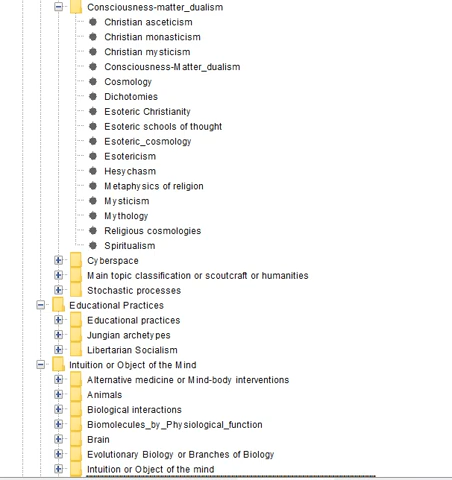 Consciousness-matter_dualism
Christian asceticism
Christian monasticism
Christian mysticism
Consciousness-Matter_dualism
Cosmology
Dichotomies
Esoteric Christianity
Esoteric schools of thought
Esoteric_cosmology
Esotericism
Hesychasm
Metaphysics of religion
Mysticism
Mythology
Religious cosmologies
Spiritualism
Cyberspace
Main topic classification or scoutcraft or humanities
Stochastic processes
Educational Practices
Educational practices
Jungian archetypes
Libertarian Socialism
Intuition or Object of the Mind
Alternative medicine or Mind-body interventions
Animals
Biological interactions
Biomolecules_by_Physiological_function
Brain
Evolutionary Biology or Branches of Biology
Intuition or Object of the mind